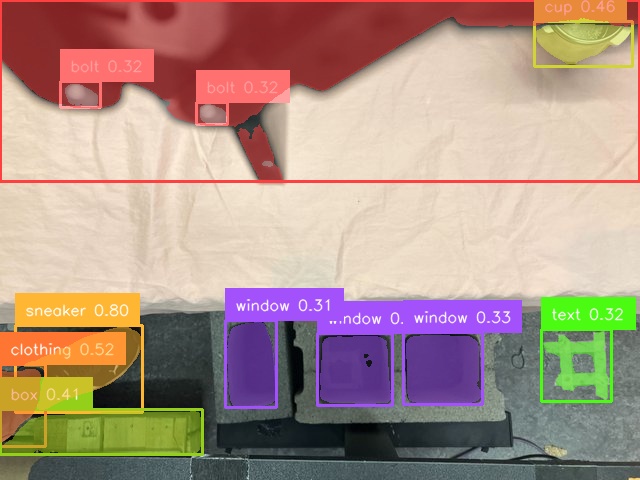 cup 0.46
bolt 0.32
bolt 0.32
window 0.31
window 0.
window 0.33
text 0.32
sneaker 0.80
clothing 0.52
box 0.41